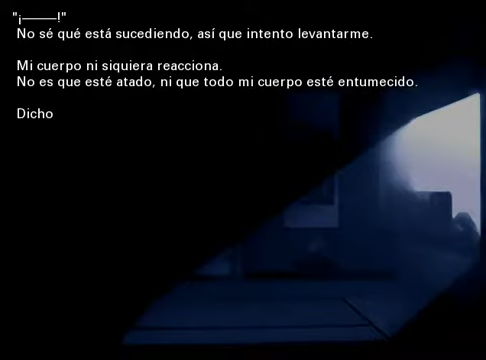 "¡———!"
No sé qué está sucediendo, así que intento levantarme.
Mi cuerpo ni siquiera reacciona.
No es que esté atado, ni que todo mi cuerpo esté entumecido.
Dicho